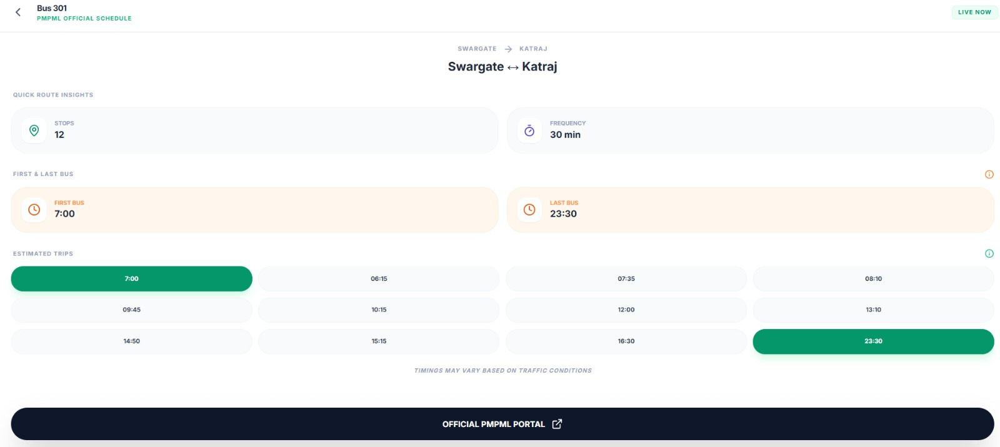 Bus 301
PMPML OFFICIAL SCHEDULE
LIVE NOW
SWARGATE → KATRAJ
Swargate ↔ Katraj
QUICK ROUTE INSIGHTS
STOPS
12
FREQUENCY
30 min
FIRST & LAST BUS
FIRST BUS
7:00
LAST BUS
23:30
ESTIMATED TRIPS
7:00 06:15 07:35 08:10
09:45 10:15 12:00 13:10
14:50 15:15 16:30 23:30
TIMINGS MAY VARY BASED ON TRAFFIC CONDITIONS
OFFICIAL PMPML PORTAL